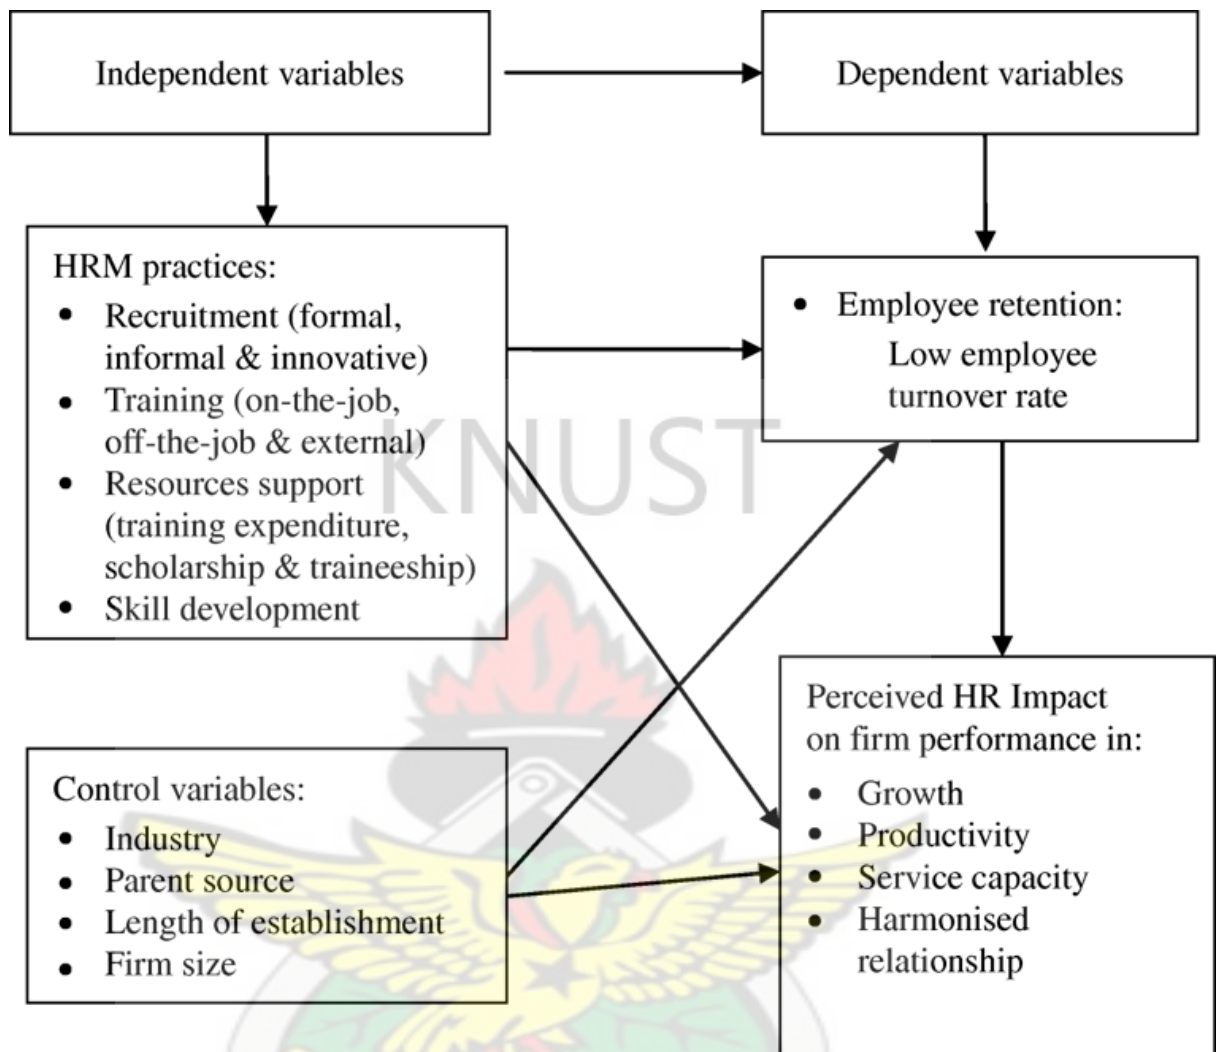 Independent variables
Dependent variables
HRM practices:
• Recruitment (formal,
informal & innovative)
• Training (on-the-job,
off-the-job & external)
• Resources support
(training expenditure,
scholarship & traineeship)
• Skill development
• Employee retention:
Low employee
turnover rate
KNUST
Control variables:
• Industry
• Parent source
• Length of establishment
• Firm size
Perceived HR Impact
on firm performance in:
• Growth
• Productivity
• Service capacity
• Harmonised
relationship